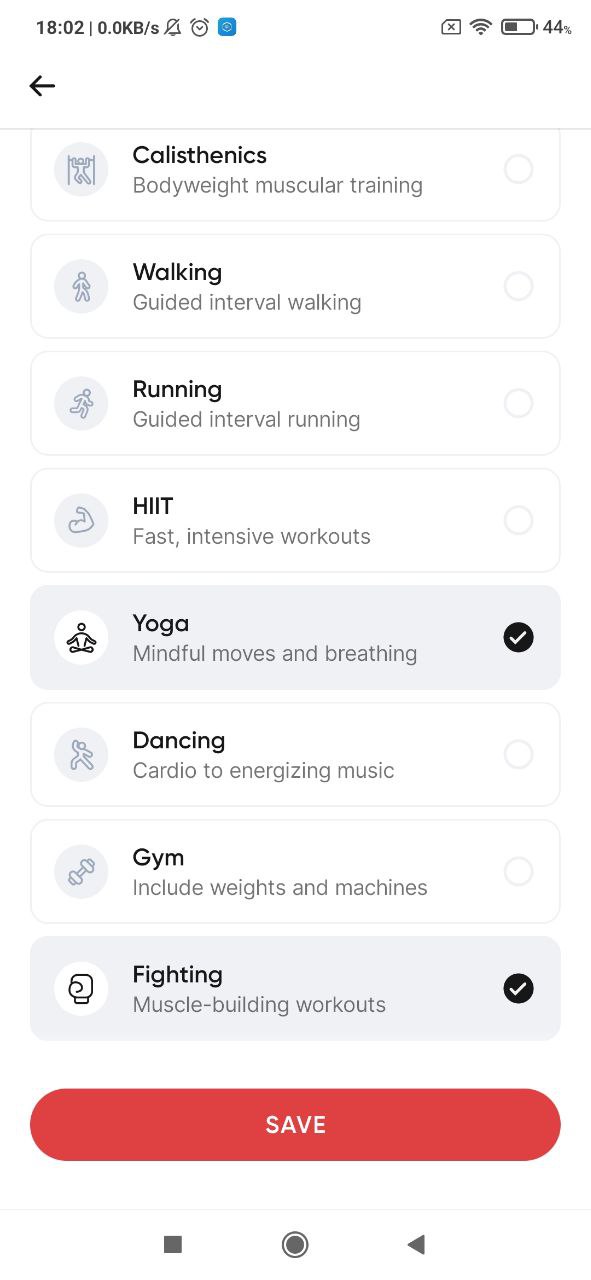 18:02 | 0.0KB/s 44%
Calisthenics
Bodyweight muscular training
Walking
Guided interval walking
Running
Guided interval running
HIIT
Fast, intensive workouts
Yoga
Mindful moves and breathing
Dancing
Cardio to energizing music
Gym
Include weights and machines
Fighting
Muscle-building workouts
SAVE